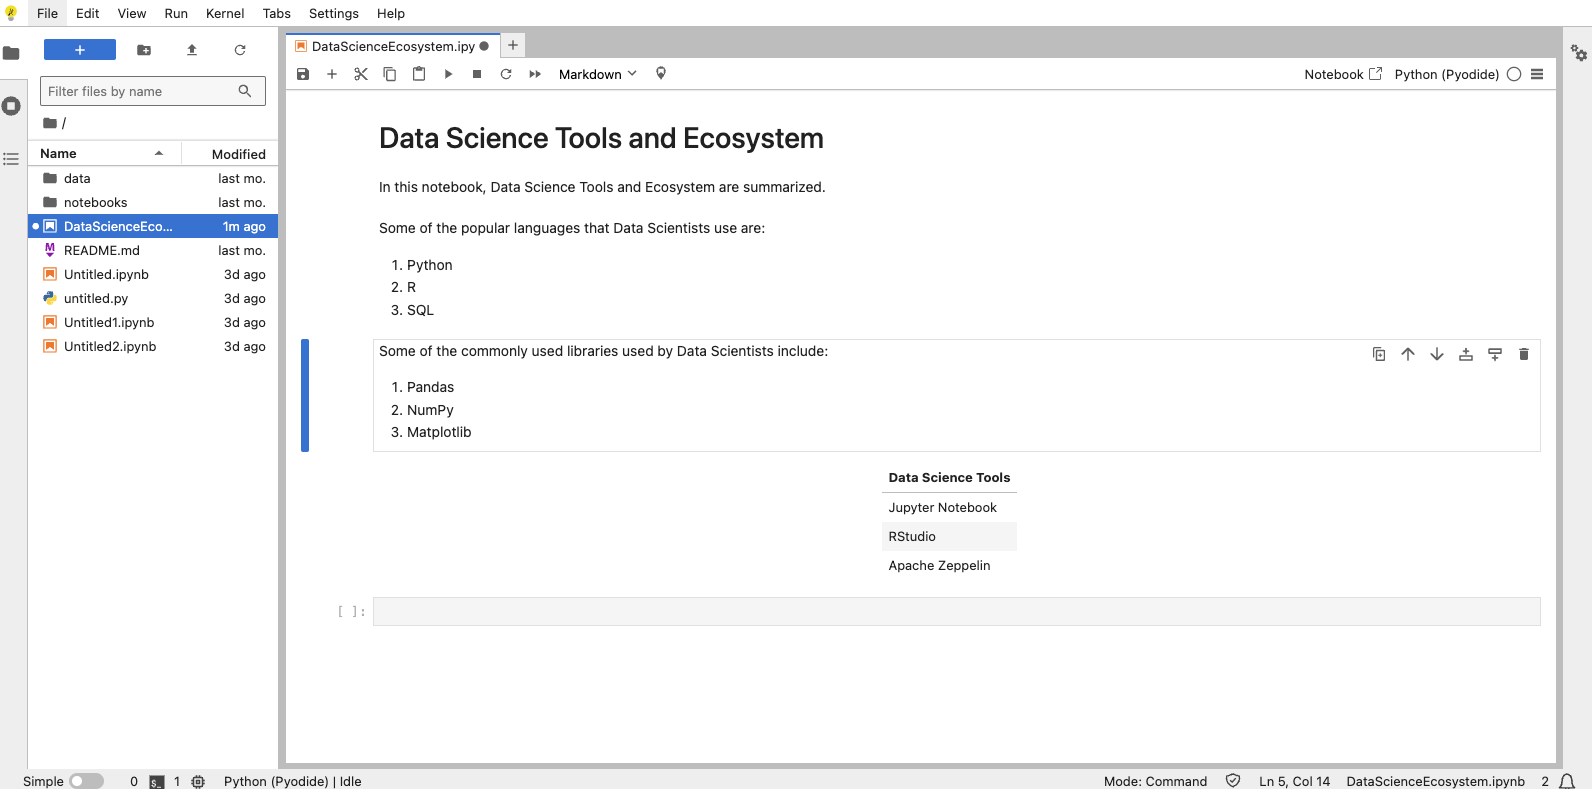 File Edit View Run Kernel Tabs Settings Help
+
Filter files by name
/
Name Modified
data last mo.
notebooks last mo.
DataScienceEco... 1m ago
README.md last mo.
Untitled.ipynb 3d ago
untitled.py 3d ago
Untitled1.ipynb 3d ago
Untitled2.ipynb 3d ago
DataScienceEcosystem.ipy
Markdown Notebook Python (Pyodide)
Data Science Tools and Ecosystem
In this notebook, Data Science Tools and Ecosystem are summarized.
Some of the popular languages that Data Scientists use are:
1. Python
2. R
3. SQL
Some of the commonly used libraries used by Data Scientists include:
1. Pandas
2. NumPy
3. Matplotlib
Data Science Tools
Jupyter Notebook
RStudio
Apache Zeppelin
[ ]:
Simple 0 $_ 1 Python (Pyodide) | Idle Mode: Command Ln 5, Col 14 DataScienceEcosystem.ipynb 2